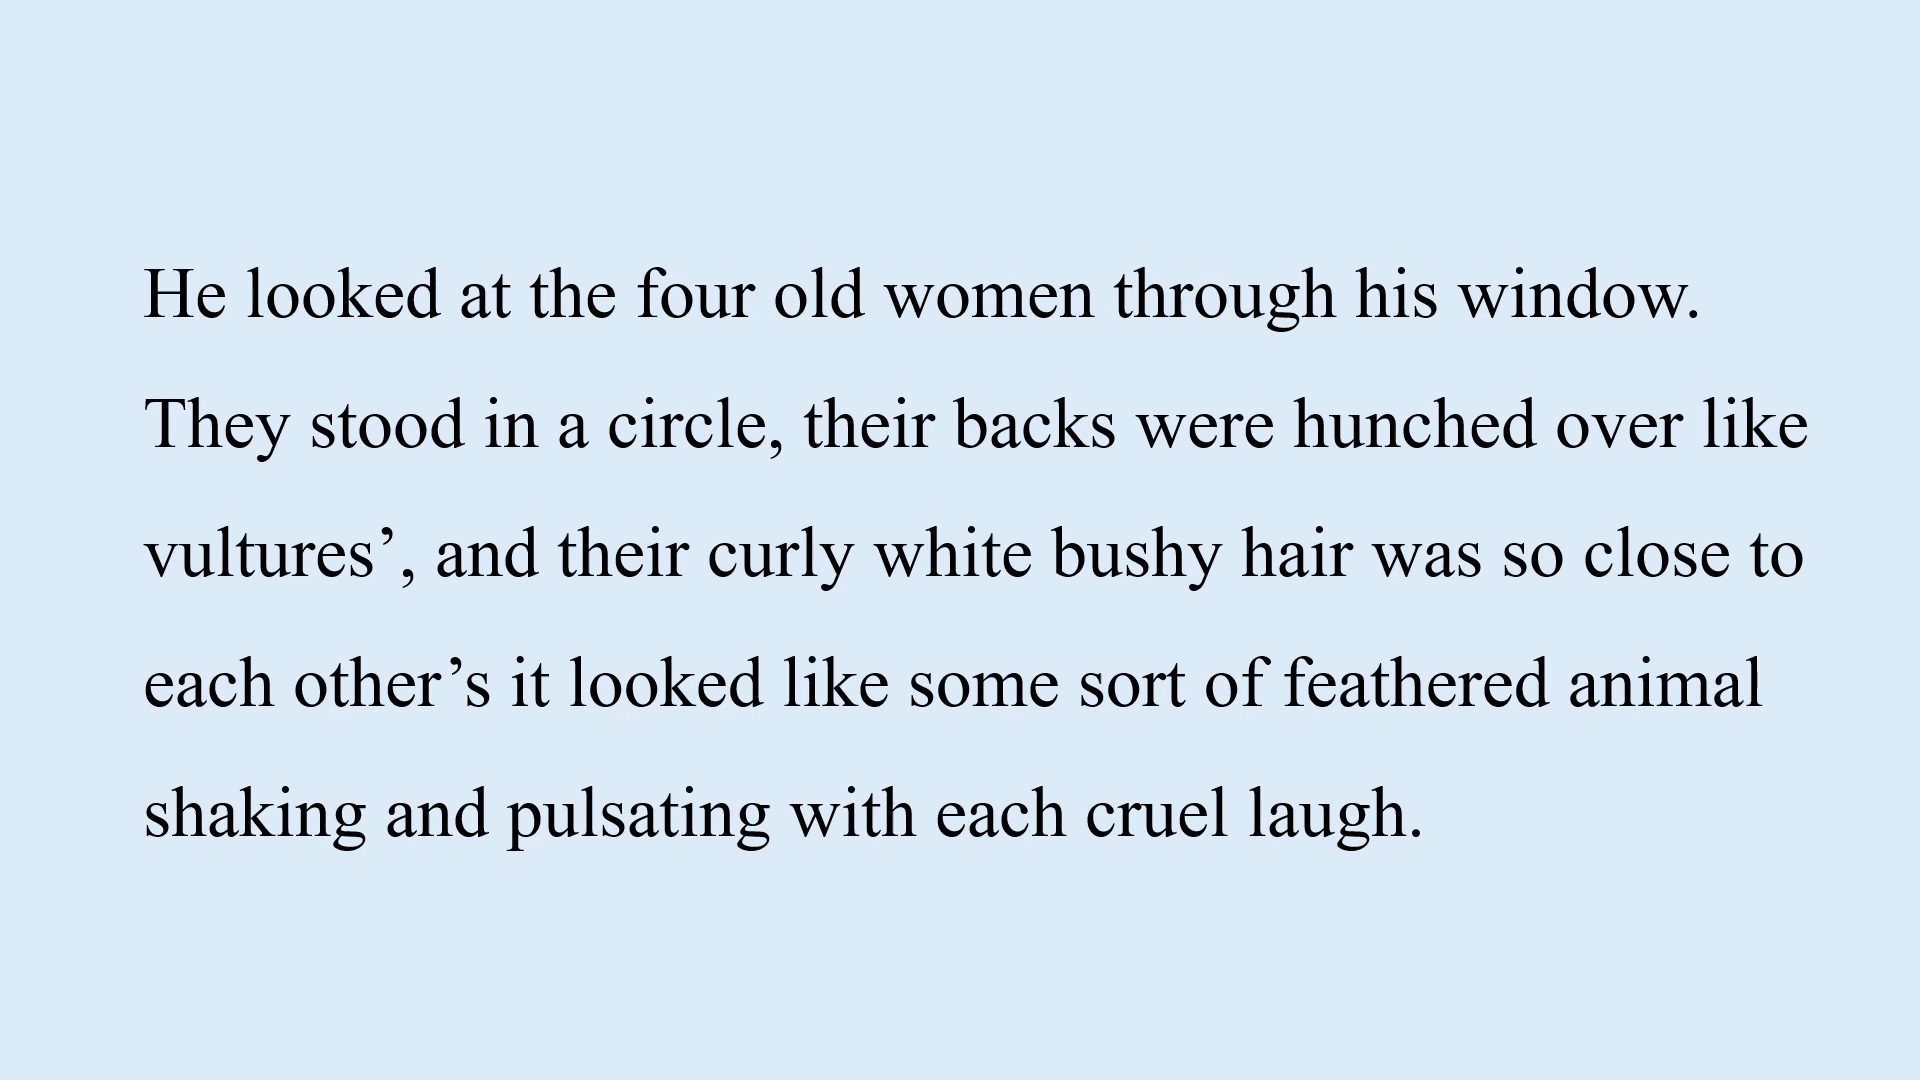 He looked at the four old women through his window.
They stood in a circle, their backs were hunched over like
vultures’, and their curly white bushy hair was so close to
each other’s it looked like some sort of feathered animal
shaking and pulsating with each cruel laugh.